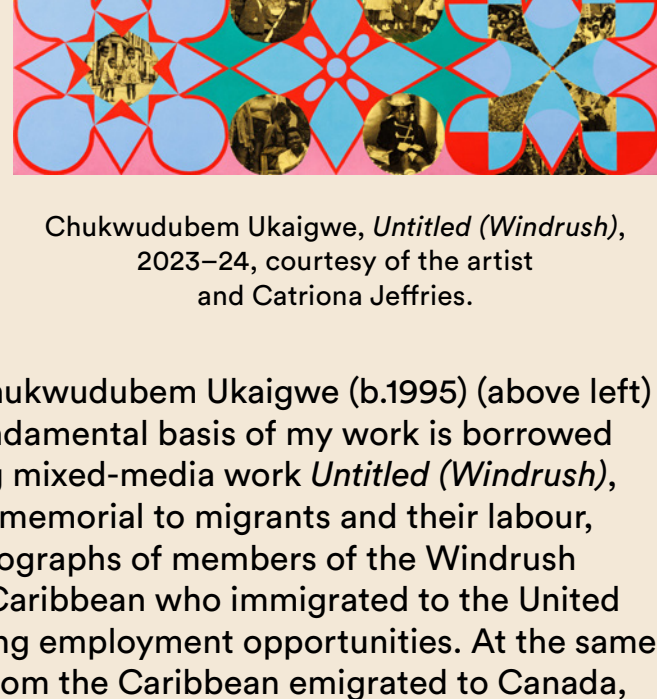 Chukwudubem Ukaigwe, Untitled (Windrush),
2023–24, courtesy of the artist
and Catriona Jeffries.
hukwudubem Ukaigwe (b.1995) (above left)
ndamental basis of my work is borrowed
g mixed-media work Untitled (Windrush),
memorial to migrants and their labour,
ographs of members of the Windrush
Caribbean who immigrated to the United
ng employment opportunities. At the same
om the Caribbean emigrated to Canada,